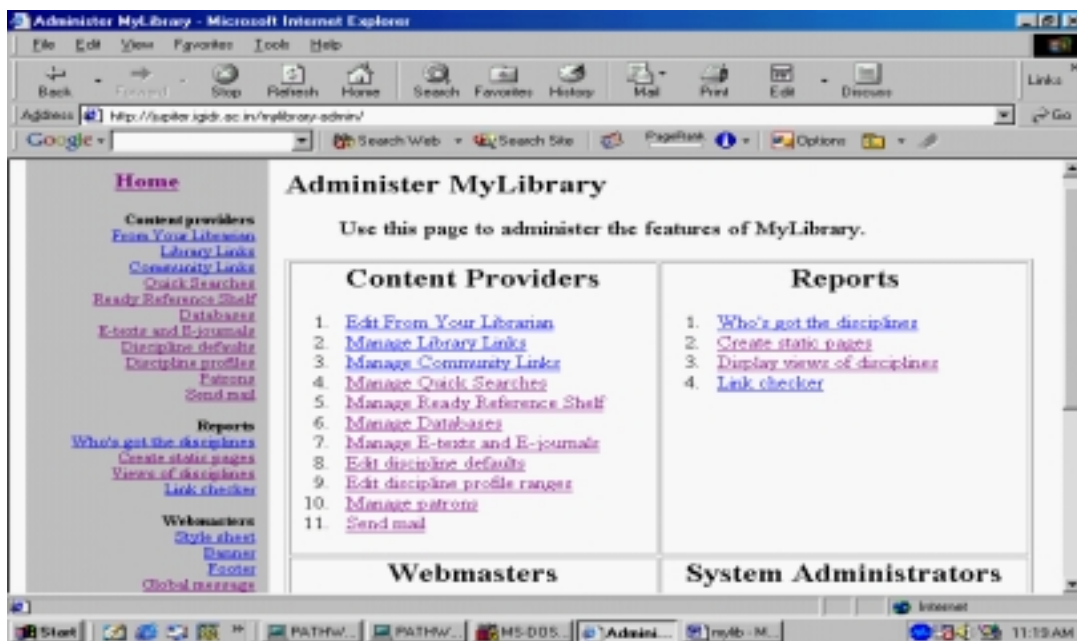 Administer MyLibrary - Microsoft Internet Explorer
File Edit View Favorites Tools Help
Back Forward Stop Refresh Home Search Favorites History Mail Print Edit Discuss Links
Address http://jupiter.igidr.ac.in/mylibrary-admin/ Go
Google Search Web Search Site PageRank Options
Home
Content providers
From Your Librarian
Library Links
Community Links
Quick Searches
Ready Reference Shelf
Databases
E-texts and E-journals
Discipline defaults
Discipline profiles
Patrons
Send mail
Reports
Who's got the disciplines
Create static pages
Views of disciplines
Link checker
Webmasters
Style sheet
Banner
Footer
Global message
Administer MyLibrary
Use this page to administer the features of MyLibrary.
Content Providers
1. Edit From Your Librarian
2. Manage Library Links
3. Manage Community Links
4. Manage Quick Searches
5. Manage Ready Reference Shelf
6. Manage Databases
7. Manage E-texts and E-journals
8. Edit discipline defaults
9. Edit discipline profile ranges
10. Manage patrons
11. Send mail
Reports
1. Who's got the disciplines
2. Create static pages
3. Display views of disciplines
4. Link checker
Webmasters
System Administrators
Internet
Start PATHW... PATHW... MS-DOS... Admini... mylib - M... 11:19 AM